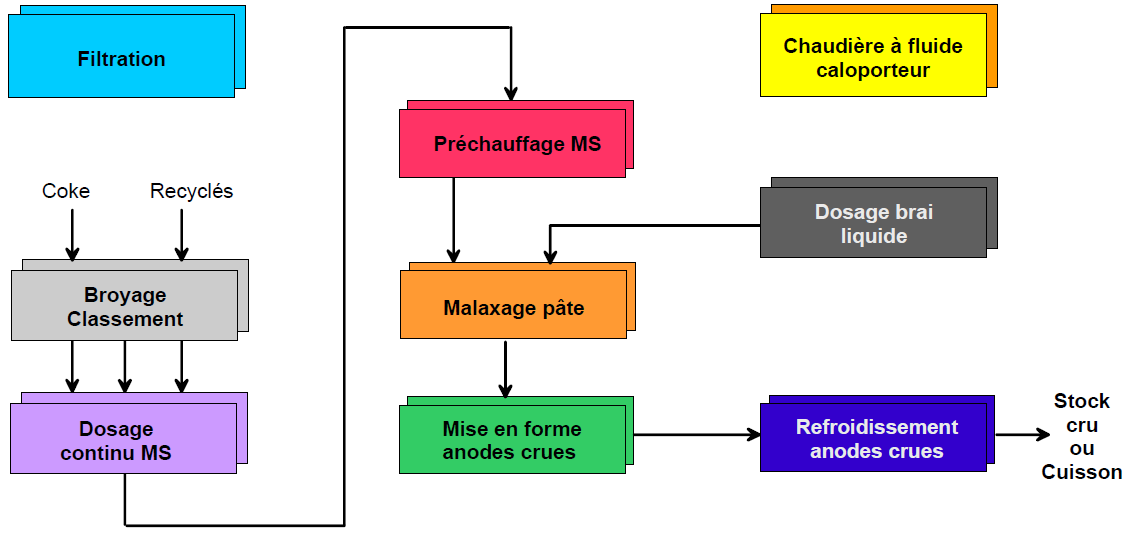 Filtration
Chaudière à fluide
caloporteur
Préchauffage MS
Coke
Recyclés
Dosage brai
liquide
Broyage
Classement
Malaxage pâte
Dosage
continu MS
Mise en forme
anodes crues
Refroidissement
anodes crues
Stock
cru
ou
Cuisson